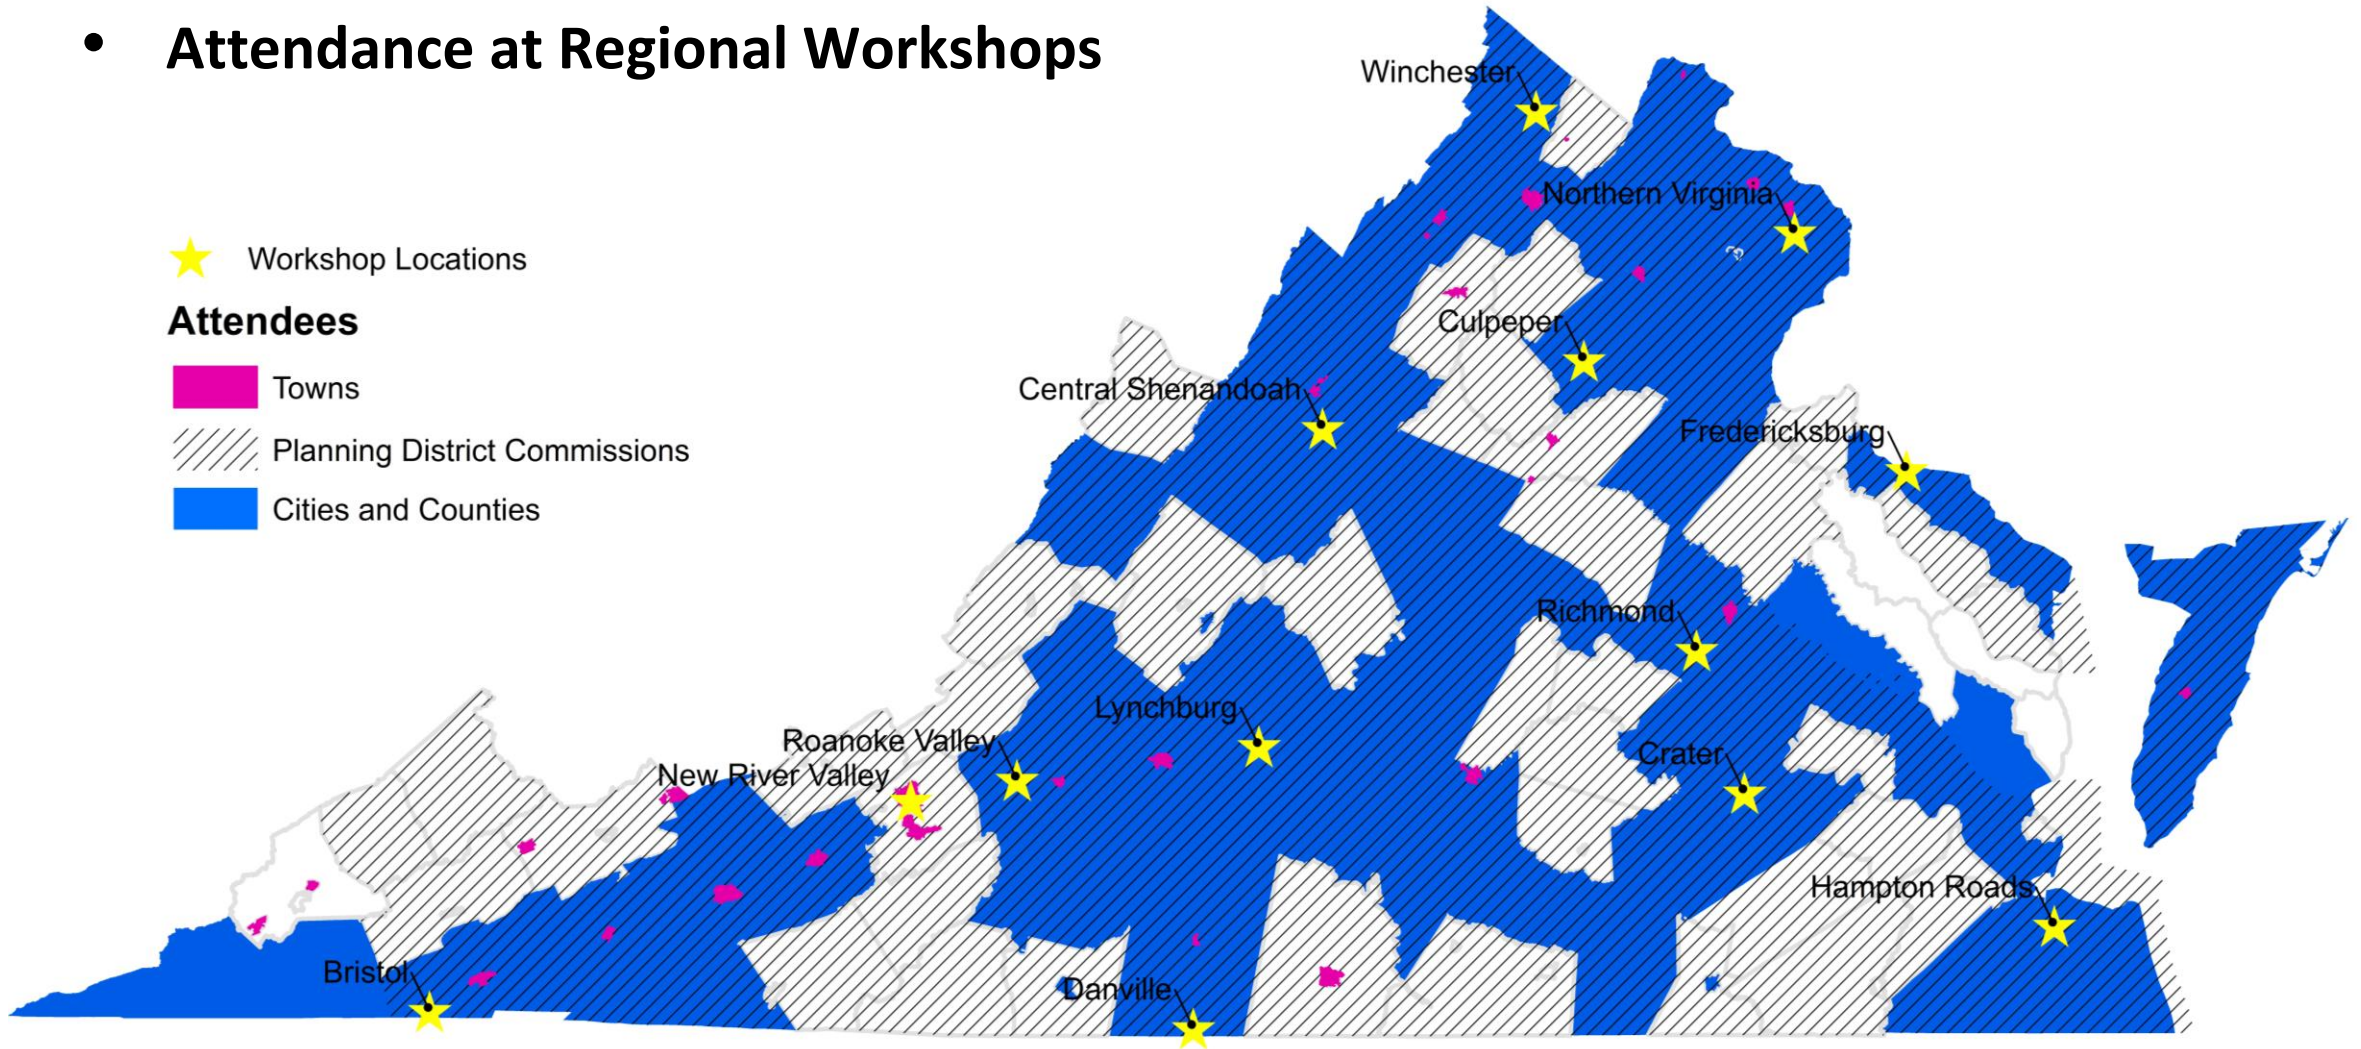 • Attendance at Regional Workshops
Workshop Locations
Attendees
Towns
Planning District Commissions
Cities and Counties
Winchester
Northern Virginia
Culpeper
Central Shenandoah
Fredericksburg
Richmond
Lynchburg
Roanoke Valley
Crater
New River Valley
Hampton Roads
Bristol
Danville